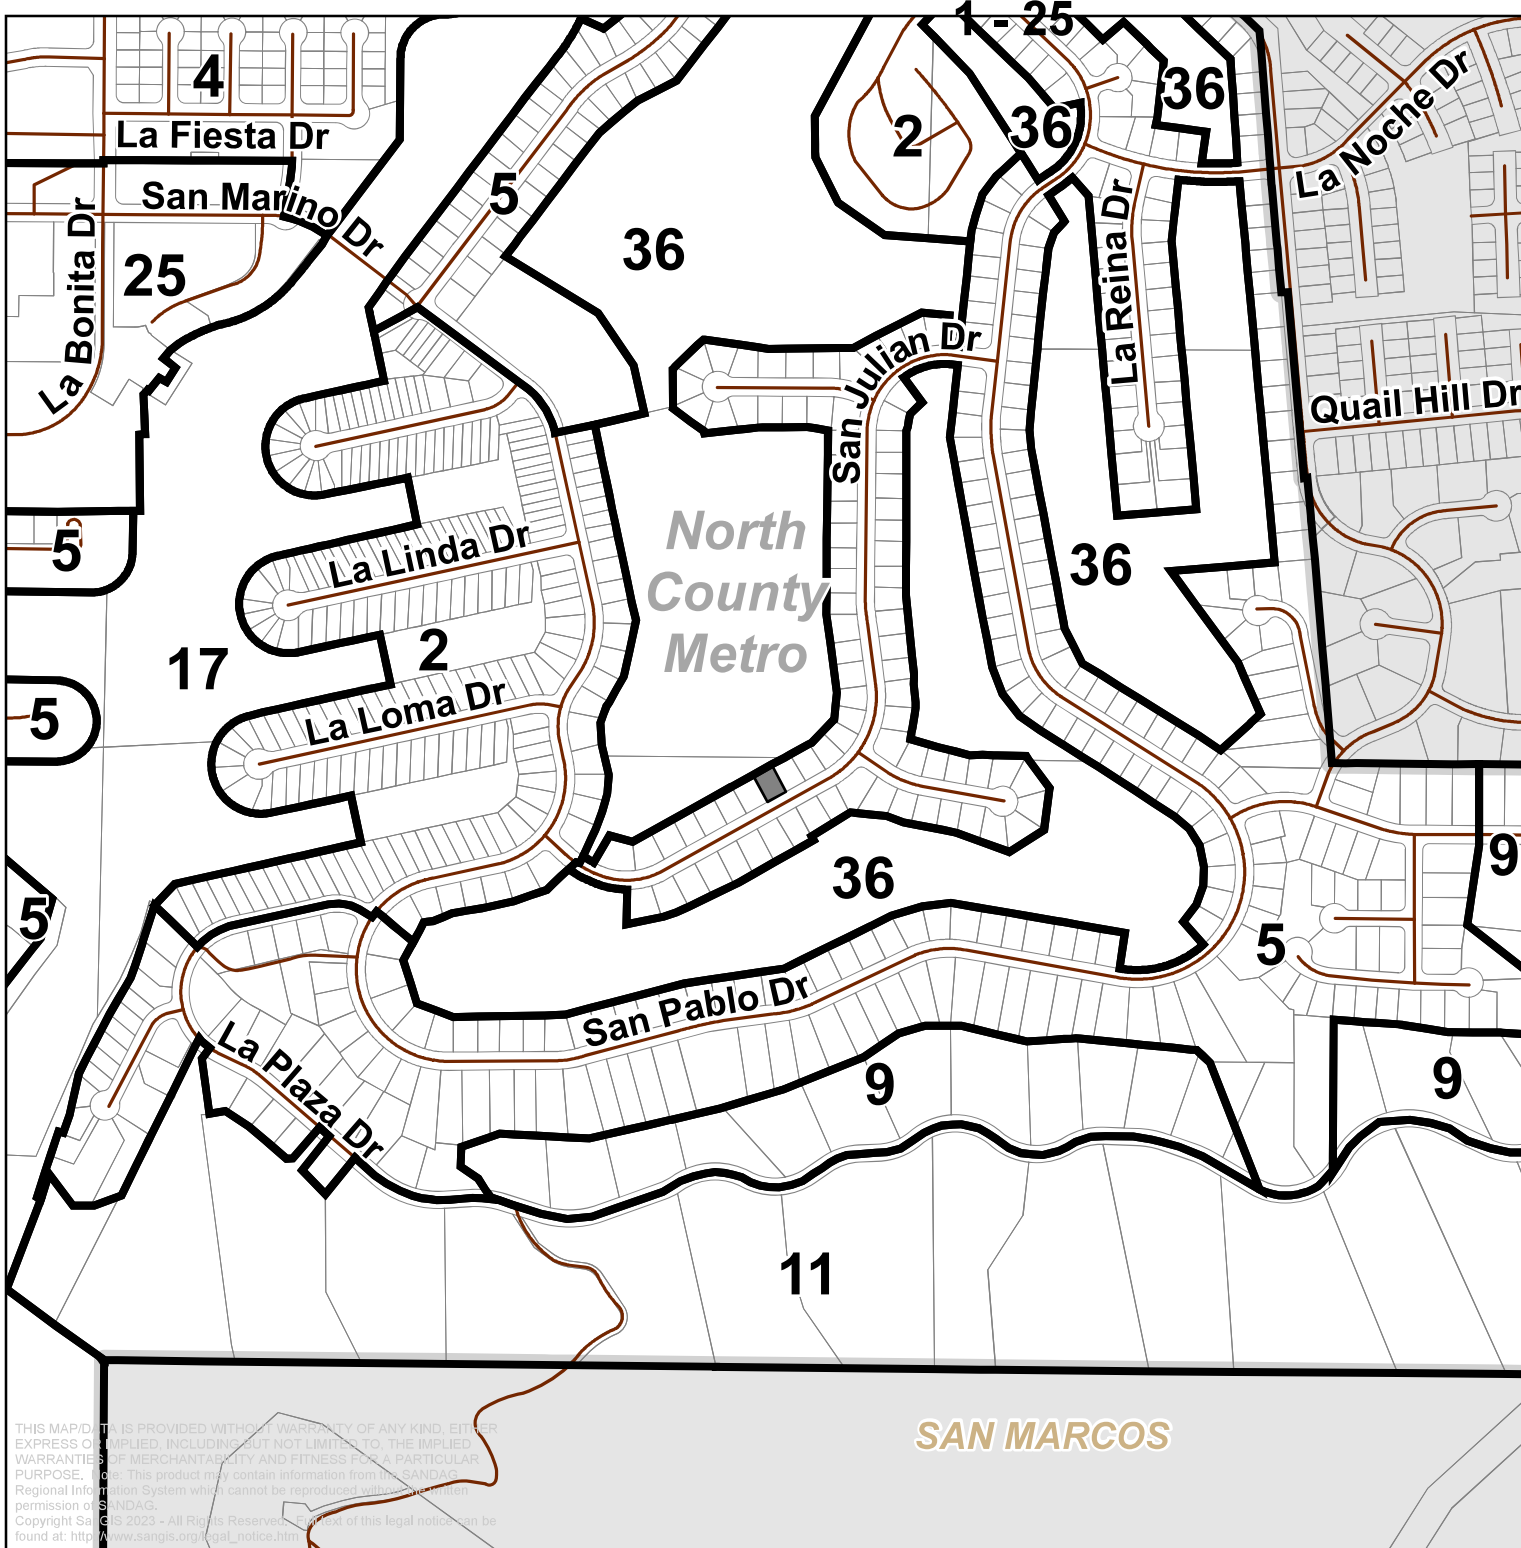 1 - 25
4
36
36
2
La Noche Dr
La Fiesta Dr
San Marino Dr
5
La Reina Dr
La Bonita Dr
25
36
San Julian Dr
Quail Hill Dr
North
County
Metro
5
La Linda Dr
36
17
2
5
La Loma Dr
36
9
5
5
San Pablo Dr
La Plaza Dr
9
9
11
SAN MARCOS
THIS MAP/DATA IS PROVIDED WITHOUT WARRANTY OF ANY KIND, EITHER
EXPRESS OR IMPLIED, INCLUDING BUT NOT LIMITED TO, THE IMPLIED
WARRANTIES OF MERCHANTABILITY AND FITNESS FOR A PARTICULAR
PURPOSE. Note: This product may contain information from the SANDAG
Regional Information System which cannot be reproduced without the written
permission of SANDAG.
Copyright SanGIS 2023 - All Rights Reserved. Full text of this legal notice can be
found at: http://www.sangis.org/legal_notice.htm